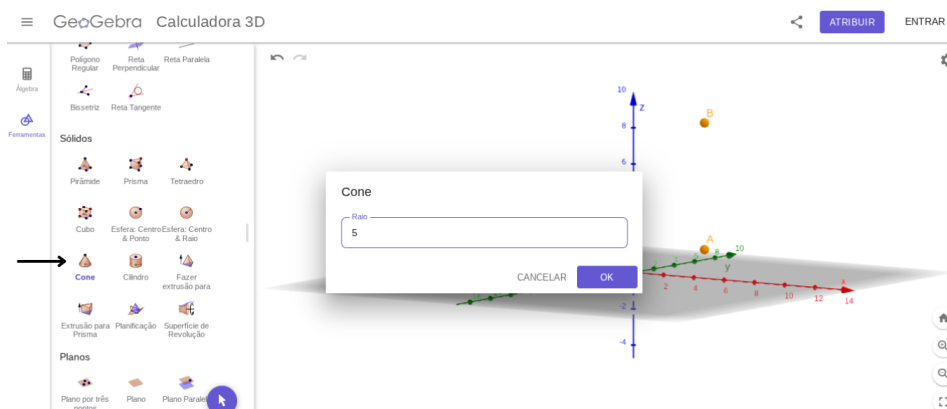 GeoGebra Calculadora 3D
ATRIBUIR
ENTRAR
Álgebra
Ferramentas
Polígono Regular
Reta Perpendicular
Reta Paralela
Bissetriz
Reta Tangente
Sólidos
Pirâmide
Prisma
Tetraedro
Cubo
Esfera: Centro & Ponto
Esfera: Centro & Raio
Cone
Cilindro
Fazer extrusão para
Extrusão para Prisma
Planificação
Superfície de Revolução
Planos
Plano por três
Plano
Plano Paralelo
Cone
Raio
5
CANCELAR
OK
10
z
8
6
-2
-4
B
A
8
10
y
2
4
6
8
10
12
14
x